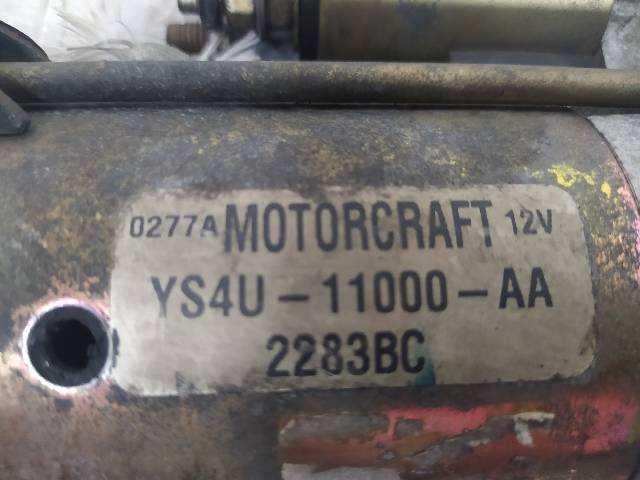 0277A MOTORCRAFT 12V
YS4U-11000-AA
2283BC